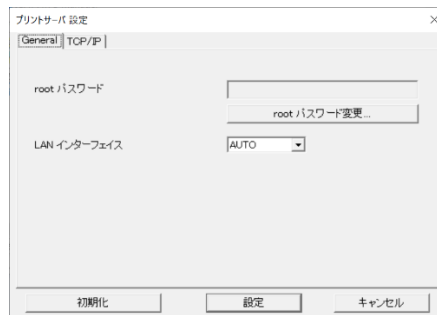 プリントサーバ 設定
General TCP/IP
root パスワード
root パスワード変更...
LAN インターフェイス AUTO
初期化 設定 キャンセル